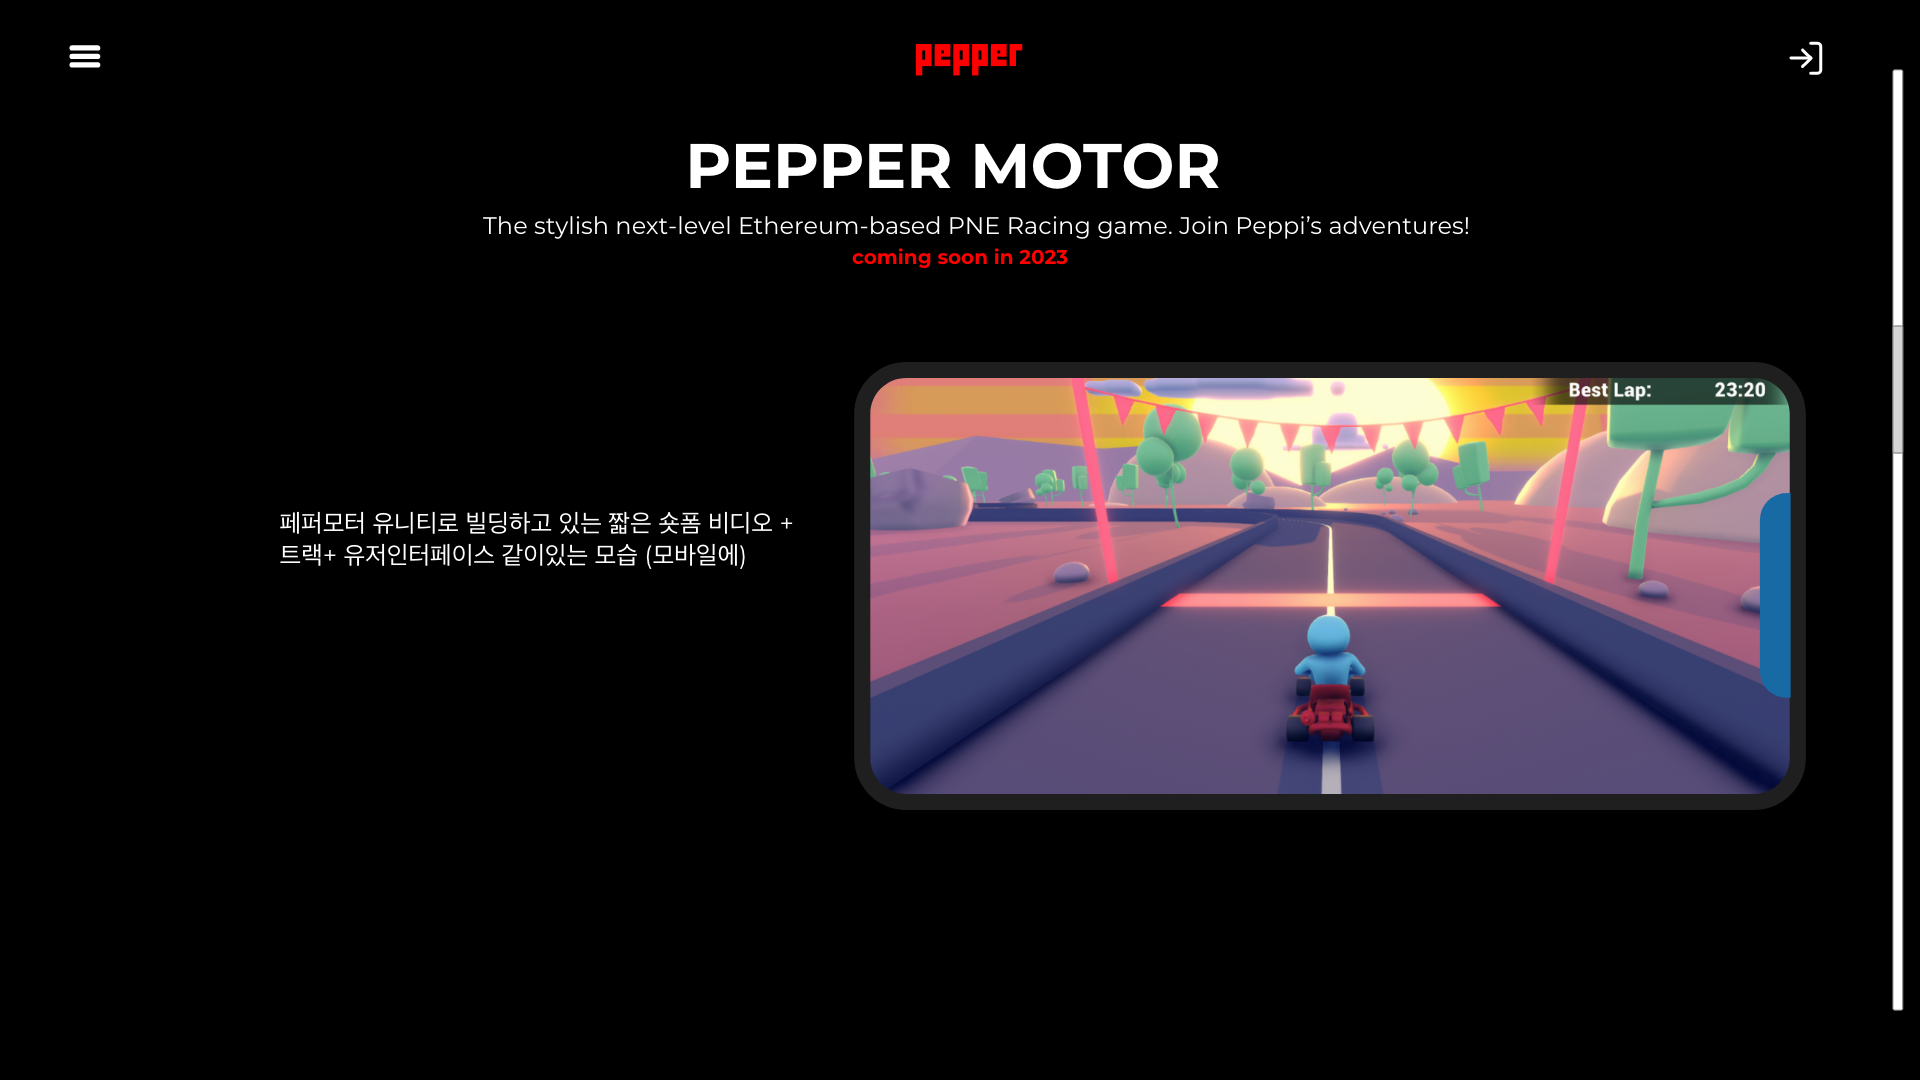 pepper
PEPPER MOTOR
The stylish next-level Ethereum-based PNE Racing game. Join Peppi’s adventures!
coming soon in 2023
Best Lap: 23:20
페퍼모터 유니티로 빌딩하고 있는 짧은 숏폼 비디오 +
트랙+ 유저인터페이스 같이있는 모습 (모바일에)